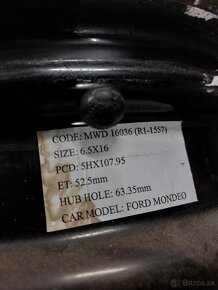 CODE: MWD 16036 (R1-1557)
SIZE: 6.5X16
PCD: 5HX107.95
ET: 52.5mm
HUB HOLE: 63.35mm
CAR MODEL: FORD MONDEO
Bazos.sk